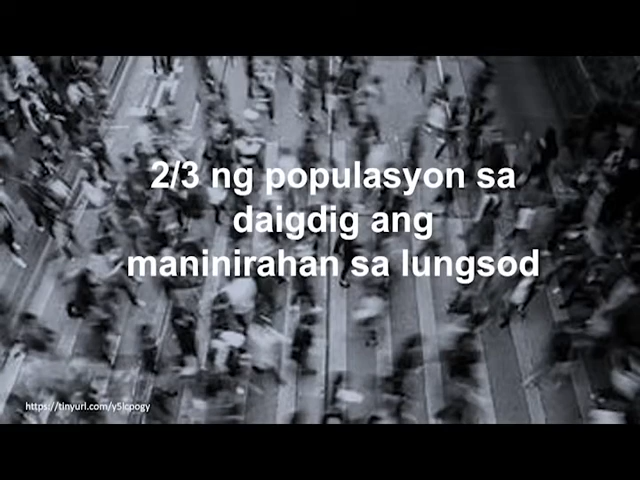 2/3 ng populasyon sa
daigdig ang
maninirahan sa lungsod
https://tinyurl.com/y5lcpogy